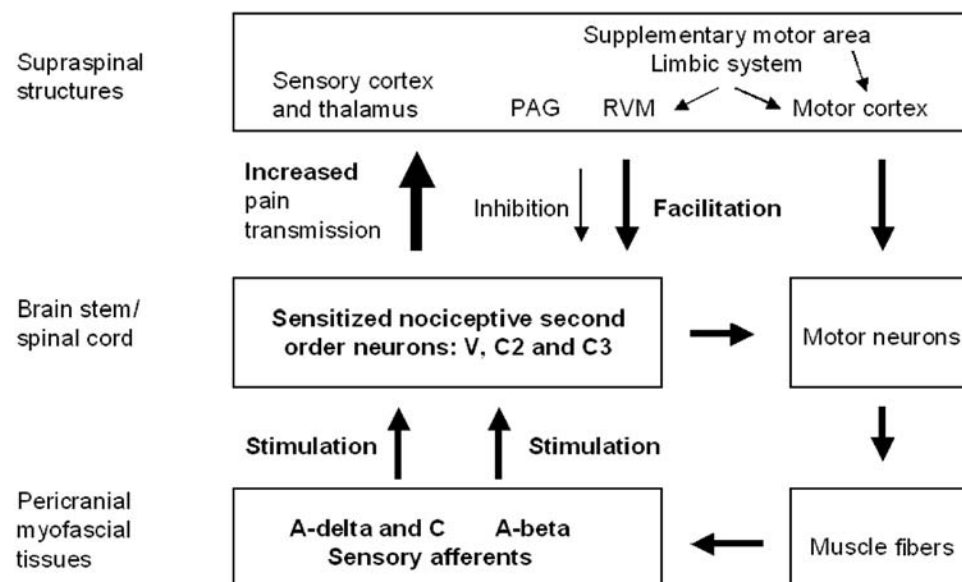 Supraspinal
structures
Supplementary motor area
Limbic system
Sensory cortex
and thalamus
PAG
RVM
Motor cortex
Increased
pain
transmission
Inhibition
Facilitation
Brain stem/
spinal cord
Sensitized nociceptive second
order neurons: V, C2 and C3
Motor neurons
Stimulation
Stimulation
Pericranial
myofascial
tissues
A-delta and C
A-beta
Sensory afferents
Muscle fibers